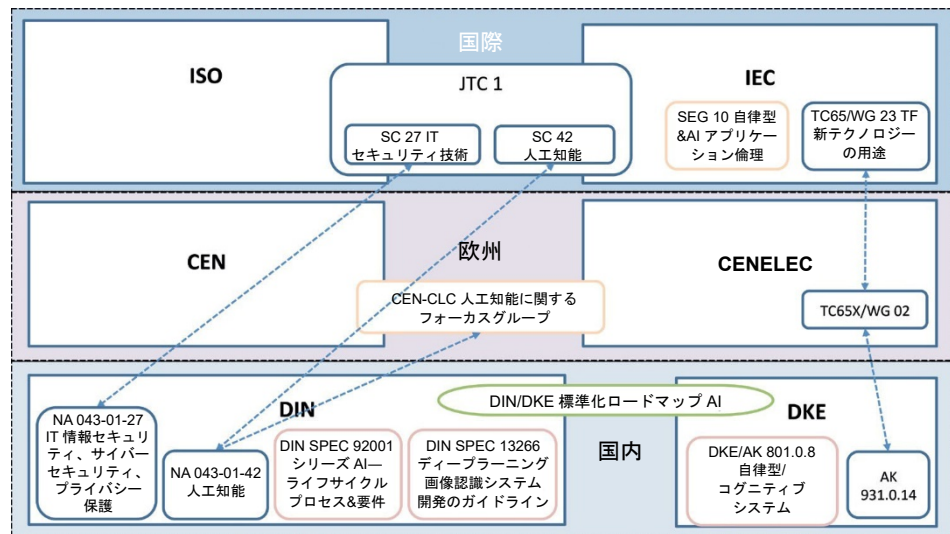 国際
ISO
IEC
JTC 1
SC 27 IT
セキュリティ技術
SC 42
人工知能
SEG 10 自律型
&AI アプリケー
ション倫理
TC65/WG 23 TF
新テクノロジー
の用途
欧州
CEN
CENELEC
CEN-CLC 人工知能に関する
フォーカスグループ
TC65X/WG 02
DIN
DIN/DKE 標準化ロードマップ AI
DKE
国内
NA 043-01-27
IT 情報セキュリ
ティ、サイバー
セキュリティ、
プライバシー
保護
NA 043-01-42
人工知能
DIN SPEC 92001
シリーズ AI—
ライフサイクル
プロセス&要件
DIN SPEC 13266
ディープラーニング
画像認識システム
開発のガイドライン
DKE/AK 801.0.8
自律型/
コグニティブ
システム
AK
931.0.14